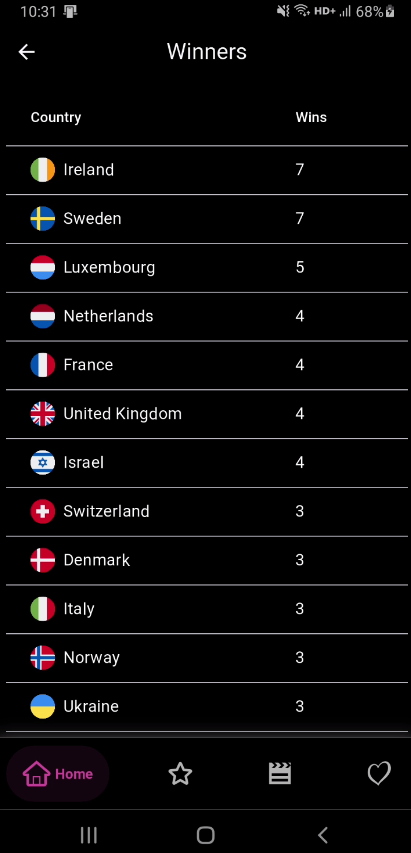 10:31 HD+ 68%
Winners
Country Wins
Ireland 7
Sweden 7
Luxembourg 5
Netherlands 4
France 4
United Kingdom 4
Israel 4
Switzerland 3
Denmark 3
Italy 3
Norway 3
Ukraine 3
Home